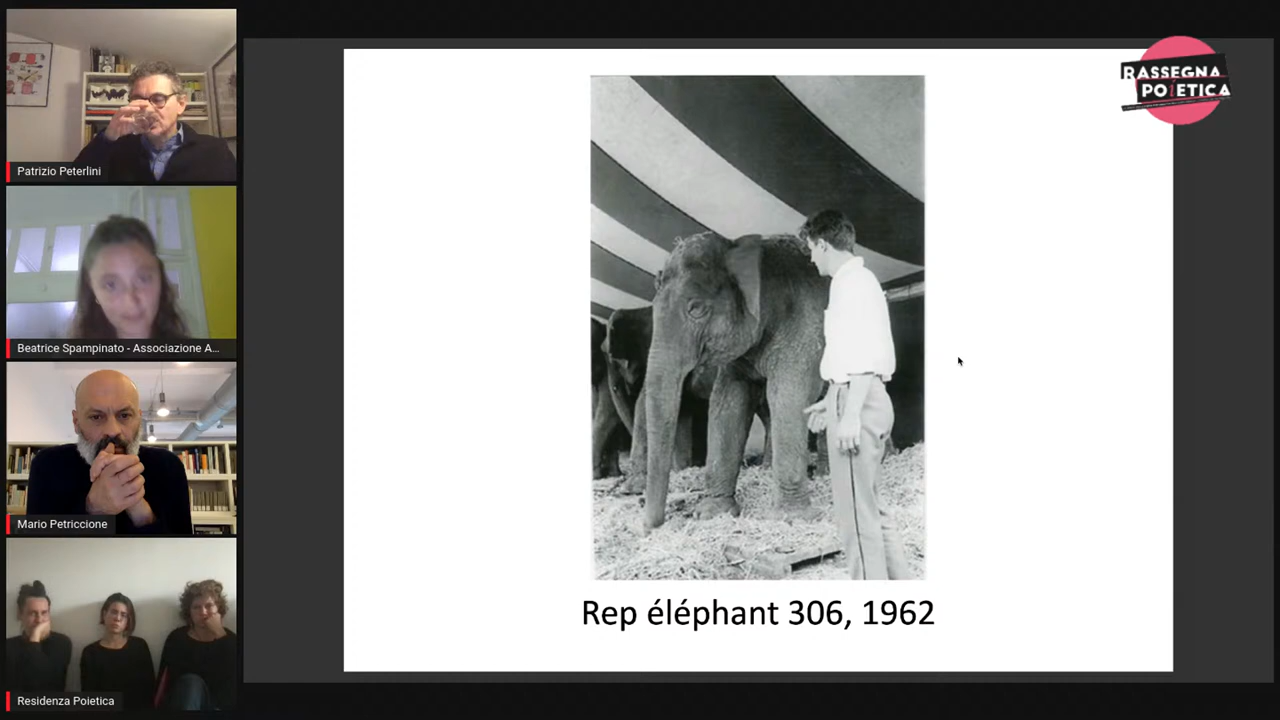 Patrizio Peterlini
Beatrice Spampinato - Associazione A...
Mario Petriccione
Residenza Poietica
RASSEGNA
POiETICA
Rep éléphant 306, 1962